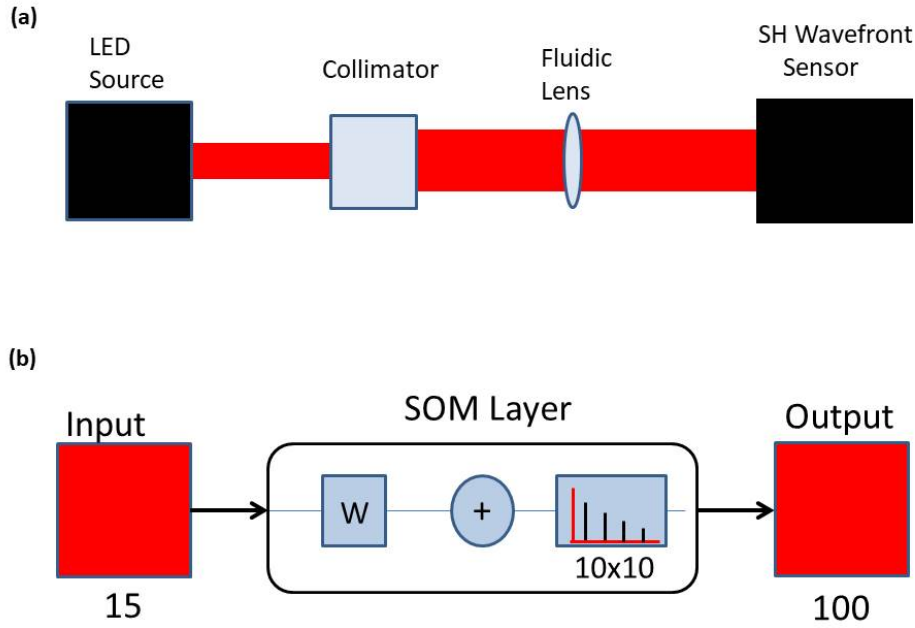 (a)
LED
Source
Collimator
Fluidic
Lens
SH Wavefront
Sensor
(b)
Input
SOM Layer
Output
W
+
10x10
15
100